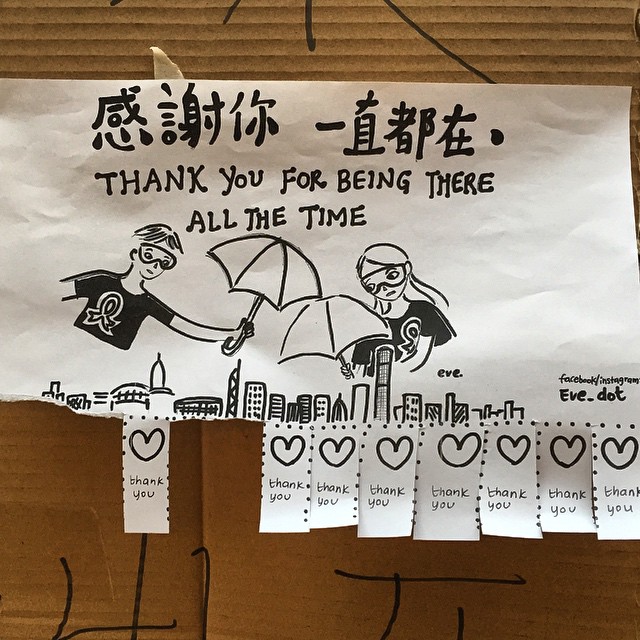 感謝你 一直都在.
THANK YOU FOR BEING THERE
ALL THE TIME
eve.
facebook/instagram
Eve_dot
thank you
thank you
thank you
thank you
thank you
thank you
thank you
thank you